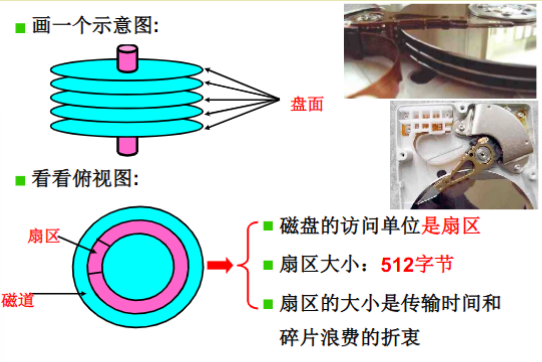 画一个示意图:
盘面
看看俯视图:
扇区
磁道
磁盘的访问单位是扇区
扇区大小：512字节
扇区的大小是传输时间和
碎片浪费的折衷